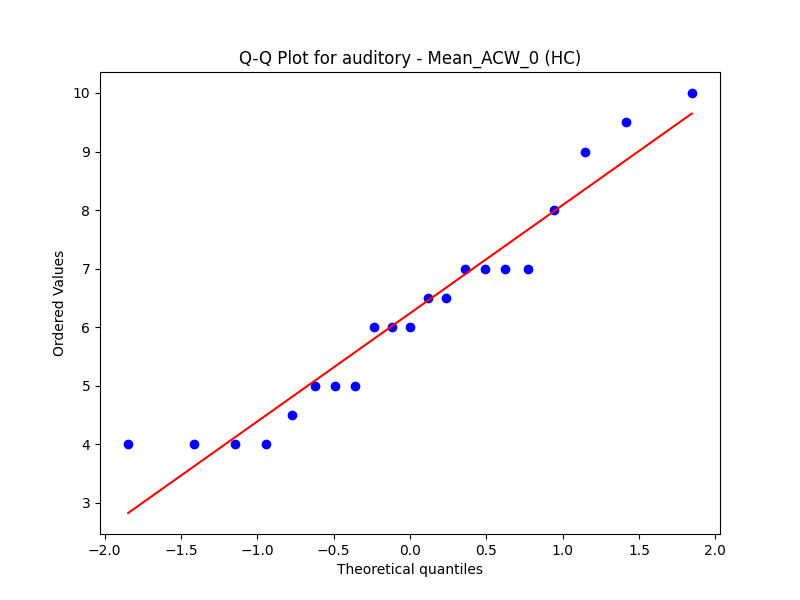 Q-Q Plot for auditory - Mean_ACW_0 (HC)
10
9
8
7
6
5
4
3
Ordered Values
−2.0 −1.5 −1.0 −0.5 0.0 0.5 1.0 1.5 2.0
Theoretical quantiles